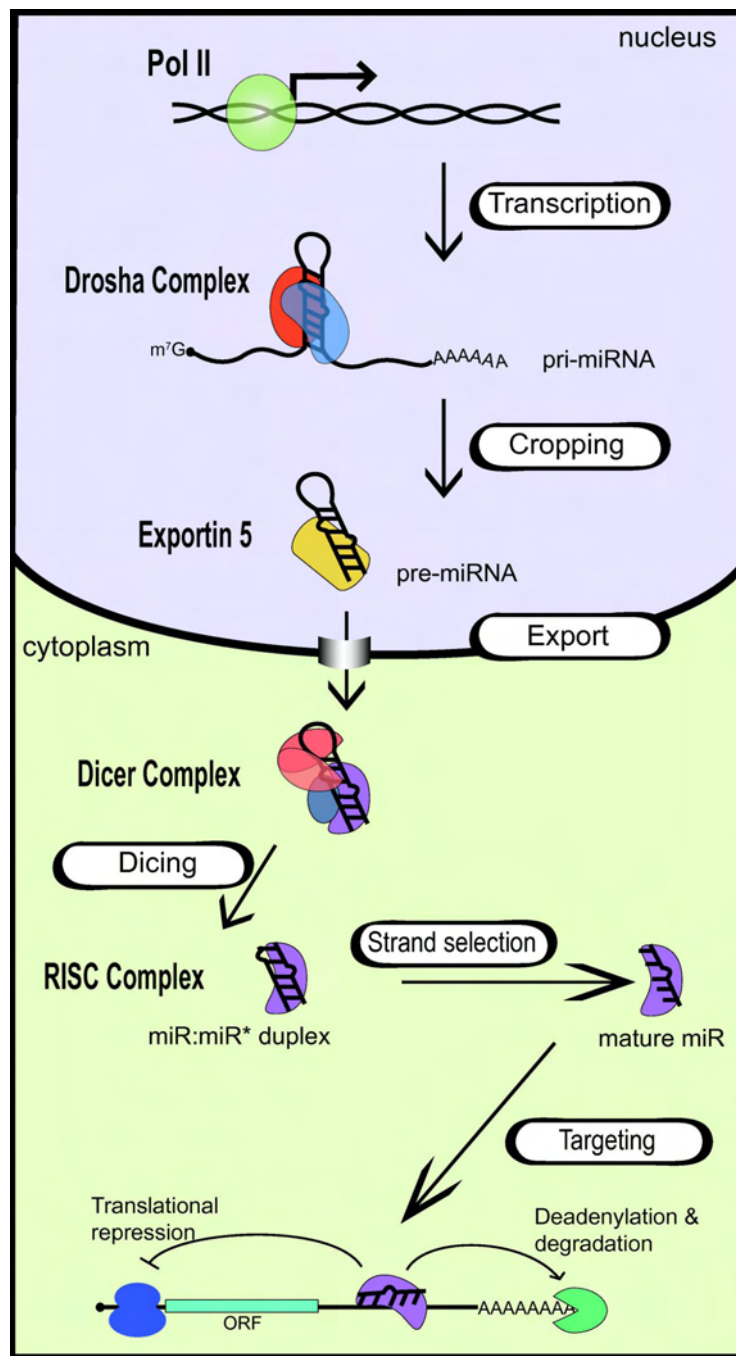 nucleus
Pol II
Transcription
Drosha Complex
m⁷G
AAAAAA
pri-miRNA
Cropping
Exportin 5
pre-miRNA
Export
cytoplasm
Dicer Complex
Dicing
Strand selection
RISC Complex
miR:miR* duplex
mature miR
Targeting
Translational
repression
Deadenylation &
degradation
ORF
AAAAAAAA